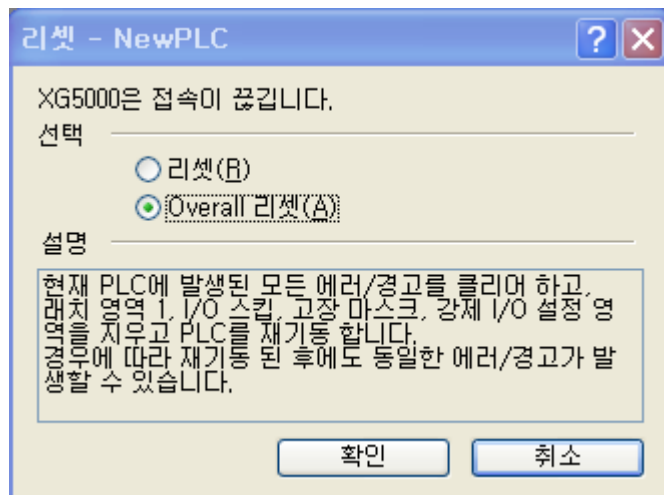 리셋 - NewPLC
XG5000은 접속이 끊깁니다.
선택
리셋(R)
Overall 리셋(A)
설명
현재 PLC에 발생된 모든 에러/경고를 클리어 하고,
래치 영역 1, I/O 스킵, 고장 마스크, 강제 I/O 설정 영
역을 지우고 PLC를 재기동 합니다.
경우에 따라 재기동 된 후에도 동일한 에러/경고가 발
생할 수 있습니다.
확인 취소